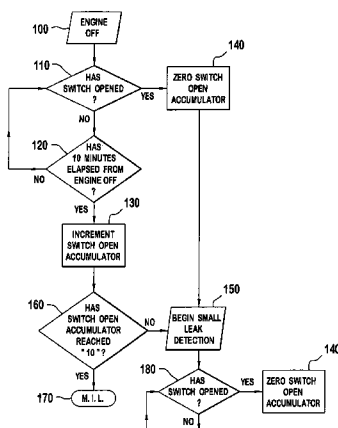 ENGINE
OFF
100
110
HAS
SWITCH OPENED
?
YES
NO
140
ZERO SWITCH
OPEN
ACCUMULATOR
120
HAS
10 MINUTES
ELAPSED FROM
ENGINE OFF
?
NO
YES
130
INCREMENT
SWITCH OPEN
ACCUMULATOR
160
HAS
SWITCH OPEN
ACCUMULATOR
REACHED
"10"?
NO
YES
150
BEGIN SMALL
LEAK
DETECTION
170
M.I.L.
180
HAS
SWITCH OPENED
?
YES
NO
140
ZERO SWITCH
OPEN
ACCUMULATOR